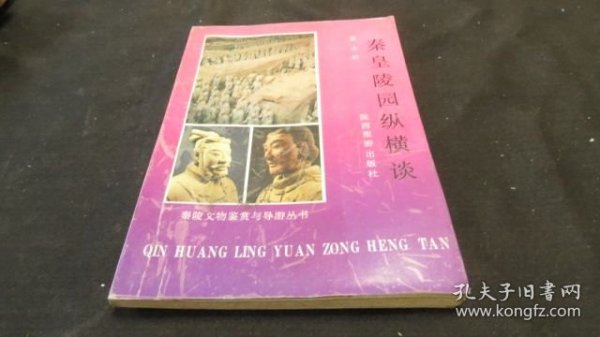 秦皇陵园纵横谈
陕西旅游出版社
秦陵文物鉴赏与导游丛书
QIN HUANG LING YUAN ZONG HENG TAN
孔夫子旧書网
www.kongfz.com